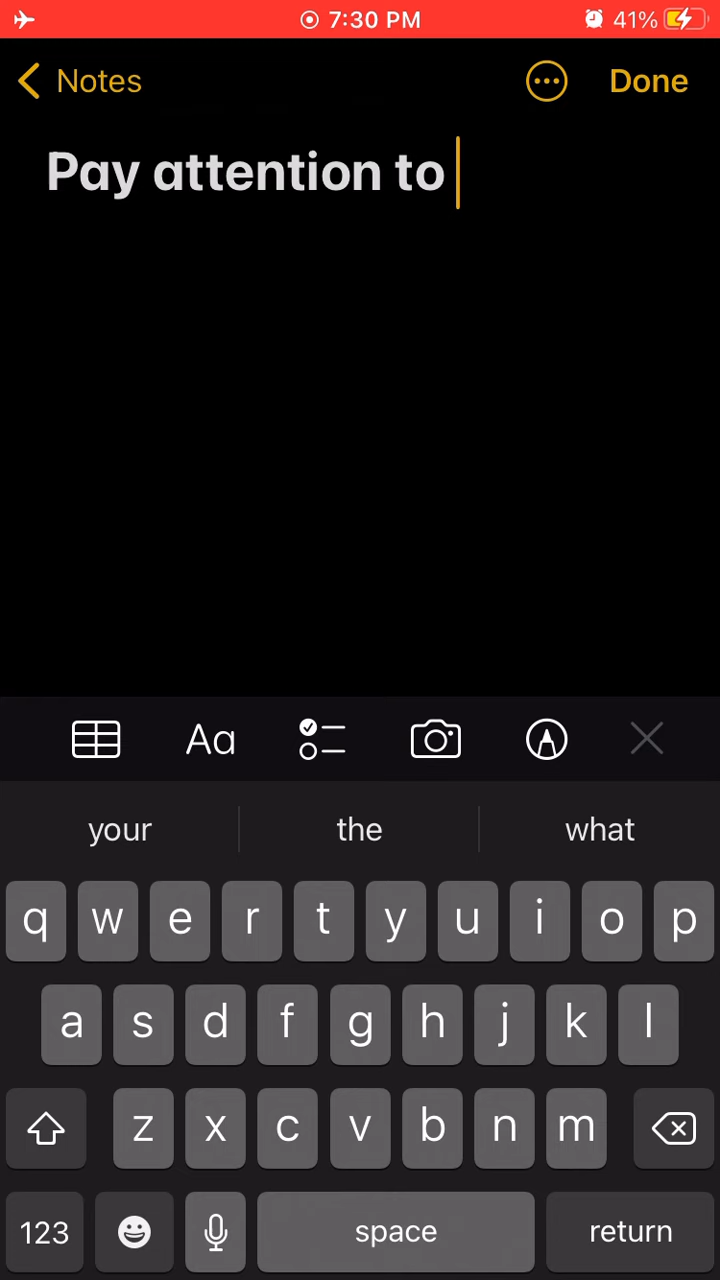 7:30 PM
41%
Notes
Done
Pay attention to
Aa
your the what
q w e r t y u i o p
a s d f g h j k l
z x c v b n m
123 space return